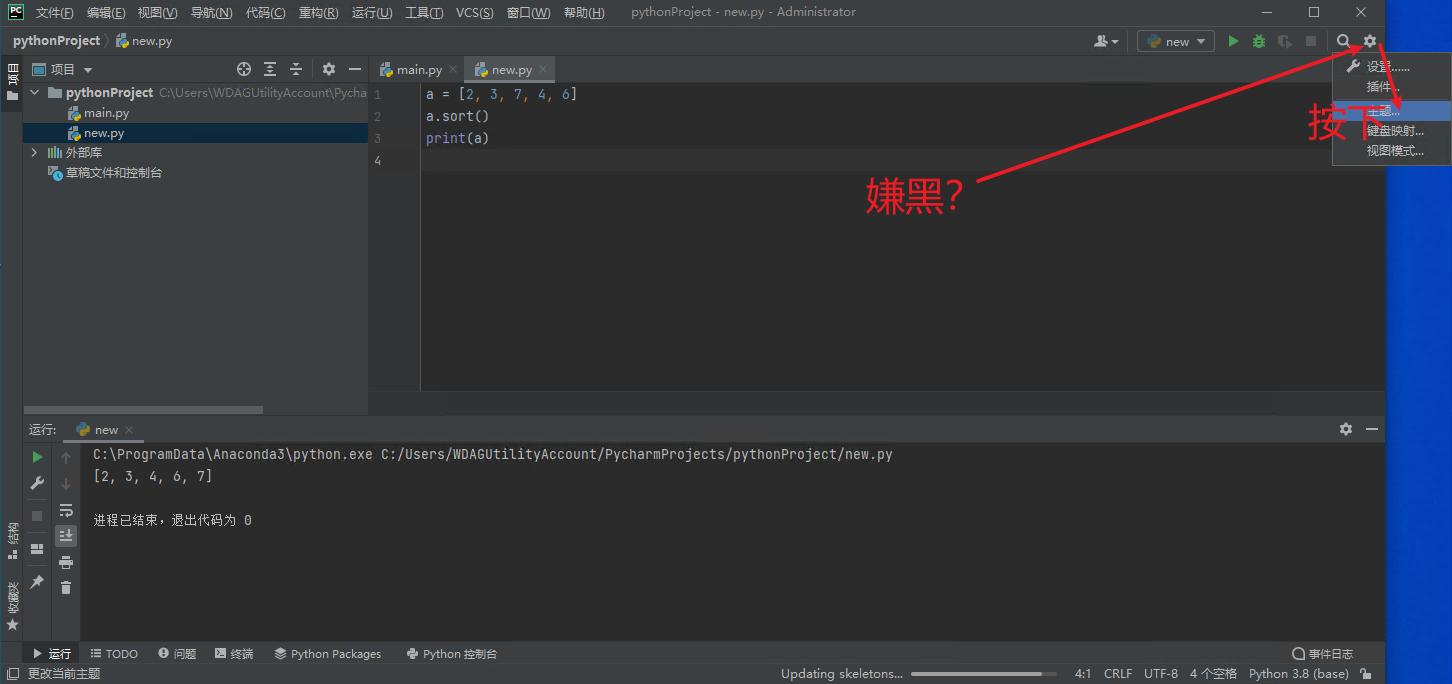 PC 文件(F) 编辑(E) 视图(V) 导航(N) 代码(C) 重构(R) 运行(U) 工具(T) VCS(S) 窗口(W) 帮助(H) pythonProject - new.py - Administrator
pythonProject new.py new
项目 main.py new.py
设置......
插件...
主题...
键盘映射...
视图模式...
按下
嫌黑?
项目
pythonProject C:\Users\WDAGUtilityAccount\Pycha
main.py
new.py
外部库
草稿文件和控制台
1 a = [2, 3, 7, 4, 6]
2 a.sort()
3 print(a)
4
运行: new
C:\ProgramData\Anaconda3\python.exe C:/Users/WDAGUtilityAccount/PycharmProjects/pythonProject/new.py
[2, 3, 4, 6, 7]
进程已结束，退出代码为 0
结构
收藏夹
运行 TODO 问题 终端 Python Packages Python 控制台 事件日志
更改当前主题 Updating skeletons... 4:1 CRLF UTF-8 4 个空格 Python 3.8 (base)